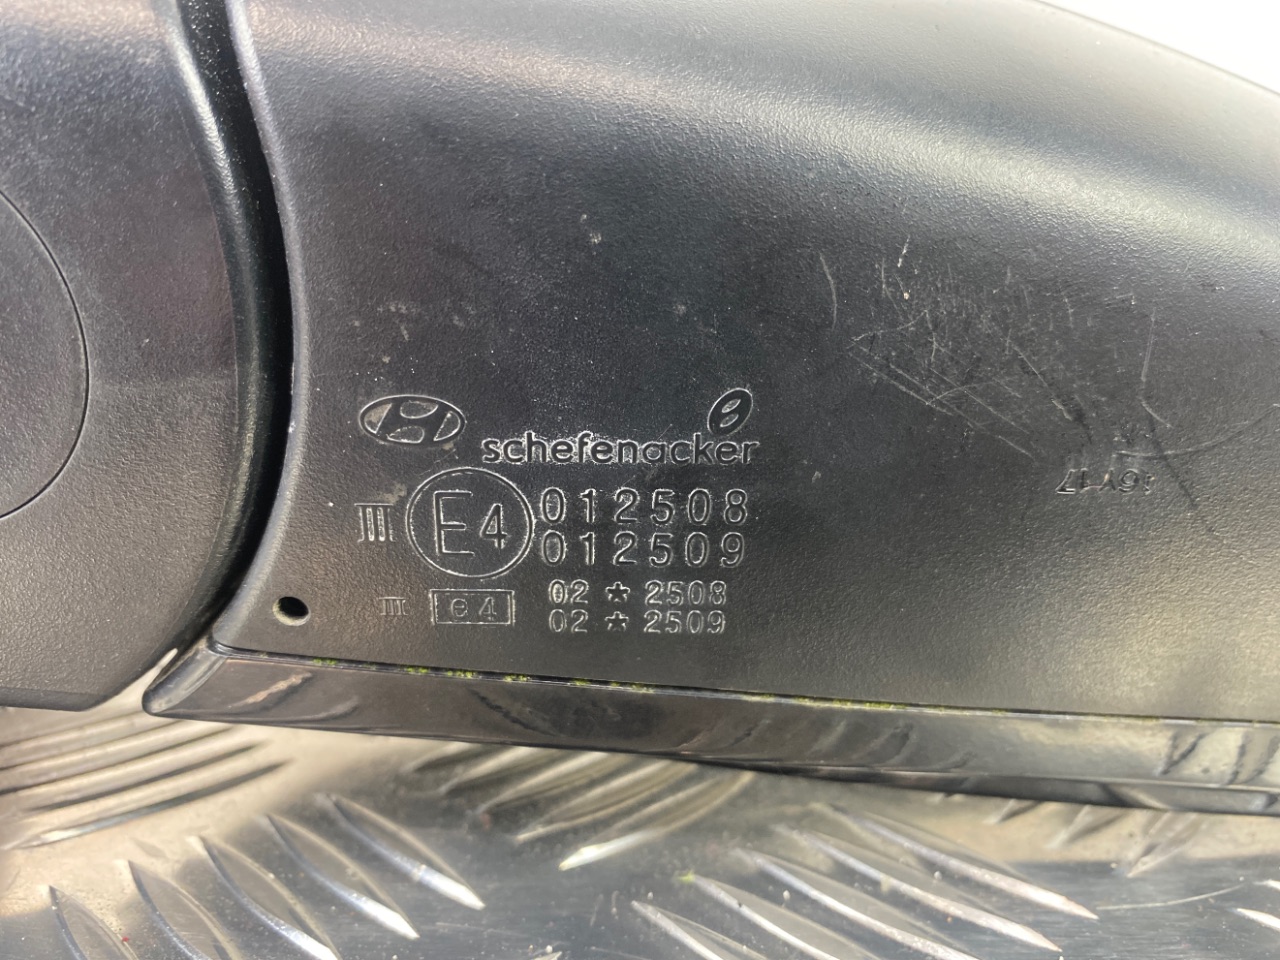 schefenacker
III E4 012508
012509
III e4 02*2508
02*2509